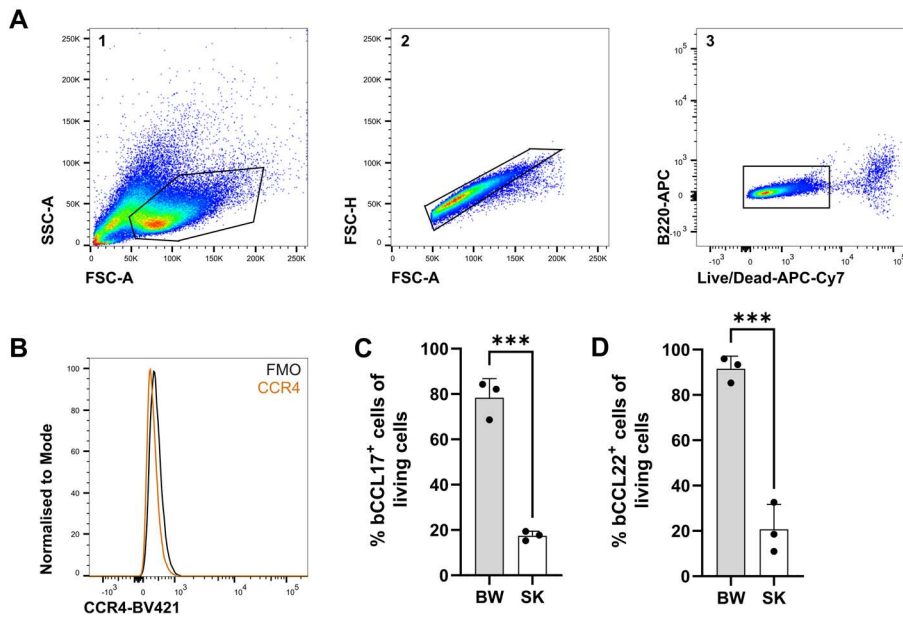 A
1
SSC-A
250K
200K
150K
100K
50K
0
0 50K 100K 150K 200K 250K
FSC-A
2
FSC-H
250K
200K
150K
100K
50K
0
0 50K 100K 150K 200K 250K
FSC-A
3
B220-APC
10^5
10^4
10^3
0
-10^3
-10^3 0 10^3 10^4 10^5
Live/Dead-APC-Cy7
B
FMO
CCR4
Normalised to Mode
100
80
60
40
20
0
-10^3 0 10^3 10^4 10^5
CCR4-BV421
C
***
% bCCL17+ cells of
living cells
100
80
60
40
20
0
BW SK
D
***
% bCCL22+ cells of
living cells
100
80
60
40
20
0
BW SK